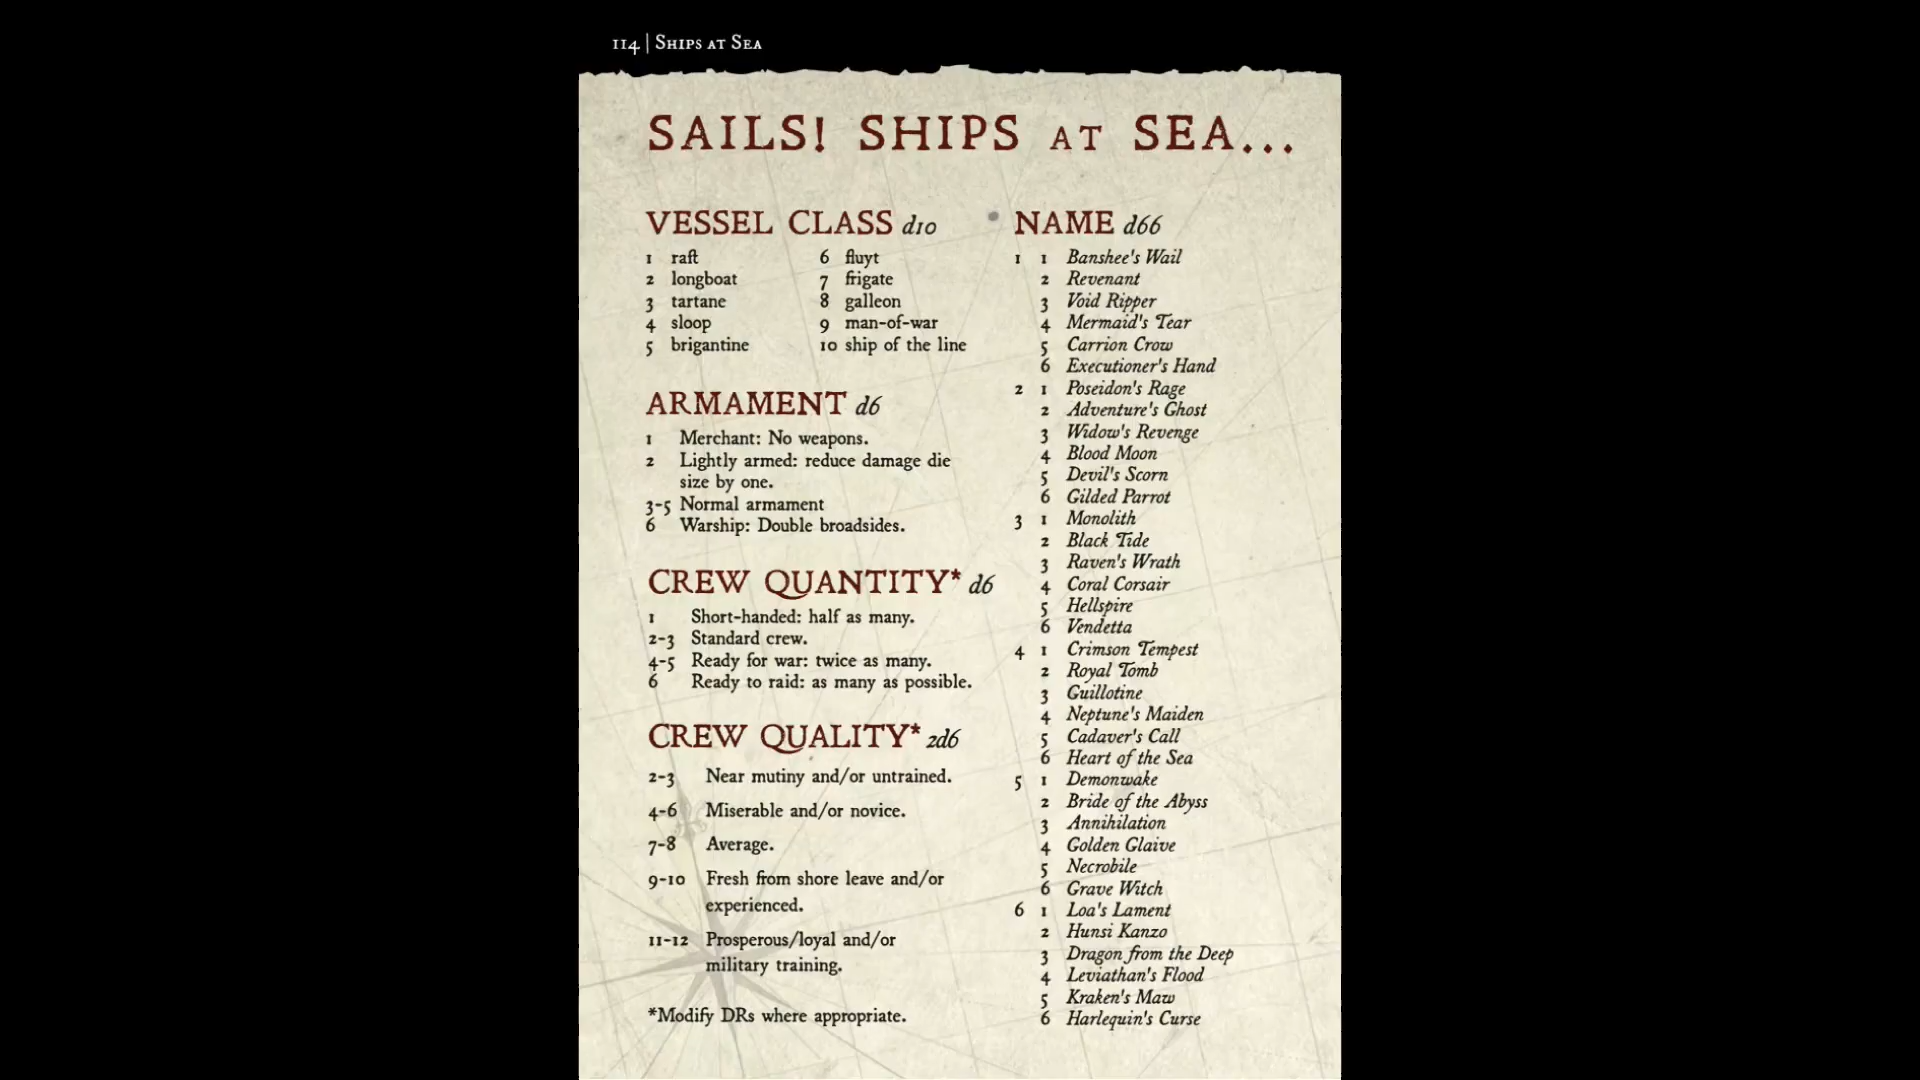 114 | Ships at Sea
SAILS! SHIPS AT SEA...
VESSEL CLASS d10
1 raft
2 longboat
3 tartane
4 sloop
5 brigantine
6 fluyt
7 frigate
8 galleon
9 man-of-war
10 ship of the line
ARMAMENT d6
1 Merchant: No weapons.
2 Lightly armed: reduce damage die
size by one.
3-5 Normal armament
6 Warship: Double broadsides.
CREW QUANTITY* d6
1 Short-handed: half as many.
2-3 Standard crew.
4-5 Ready for war: twice as many.
6 Ready to raid: as many as possible.
CREW QUALITY* 2d6
2-3 Near mutiny and/or untrained.
4-6 Miserable and/or novice.
7-8 Average.
9-10 Fresh from shore leave and/or
experienced.
11-12 Prosperous/loyal and/or
military training.
*Modify DRs where appropriate.
NAME d66
1 1 Banshee's Wail
2 Revenant
3 Void Ripper
4 Mermaid's Tear
5 Carrion Crow
6 Executioner's Hand
2 1 Poseidon's Rage
2 Adventure's Ghost
3 Widow's Revenge
4 Blood Moon
5 Devil's Scorn
6 Gilded Parrot
3 1 Monolith
2 Black Tide
3 Raven's Wrath
4 Coral Corsair
5 Hellspire
6 Vendetta
4 1 Crimson Tempest
2 Royal Tomb
3 Guillotine
4 Neptune's Maiden
5 Cadaver's Call
6 Heart of the Sea
5 1 Demonwake
2 Bride of the Abyss
3 Annihilation
4 Golden Glaive
5 Necrobile
6 Grave Witch
6 1 Loa's Lament
2 Hunsi Kanzo
3 Dragon from the Deep
4 Leviathan's Flood
5 Kraken's Maw
6 Harlequin's Curse